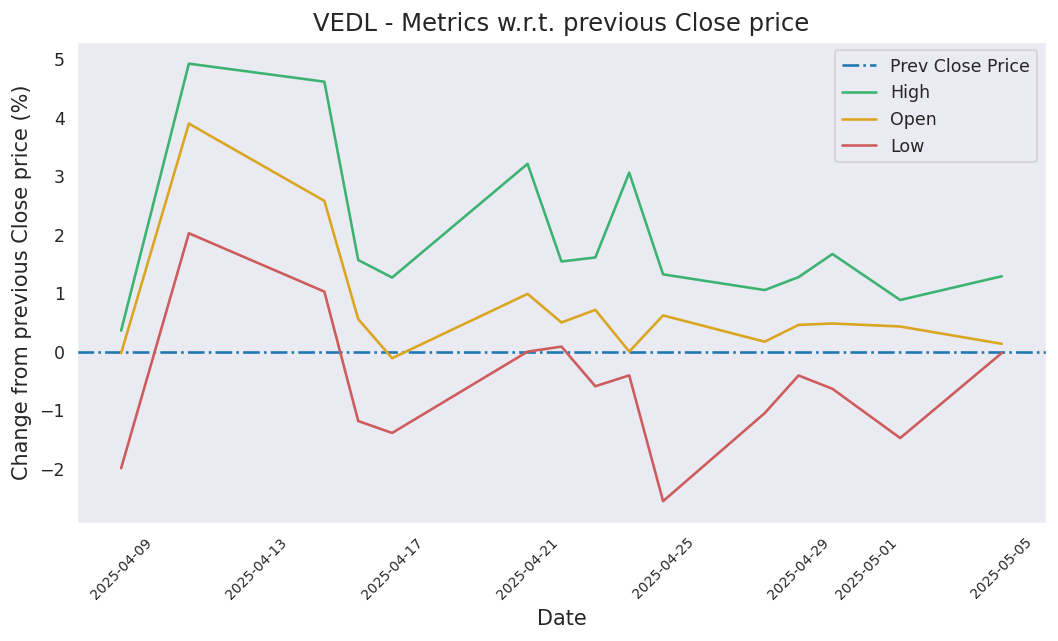 VEDL - Metrics w.r.t. previous Close price
Prev Close Price
High
Open
Low
Change from previous Close price (%)
5
4
3
2
1
0
−1
−2
2025-04-09
2025-04-13
2025-04-17
2025-04-21
2025-04-25
2025-04-29
2025-05-01
2025-05-05
Date